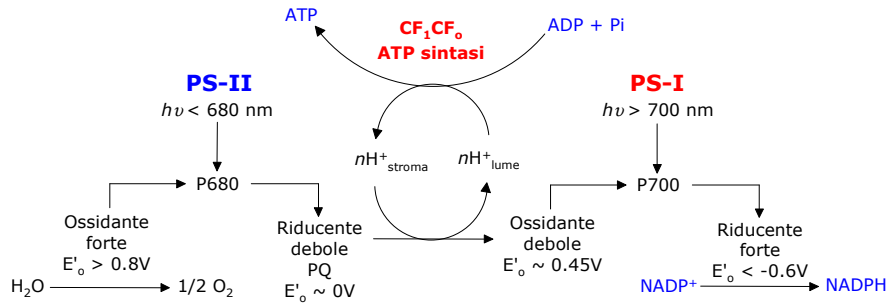 ATP
CF₁CFₒ
ATP sintasi
ADP + Pi
PS-II
hν < 680 nm
PS-I
hν > 700 nm
nH⁺stroma
nH⁺lume
P680
P700
Ossidante
forte
E'ₒ > 0.8V
Riducente
debole
PQ
E'ₒ ~ 0V
Ossidante
debole
E'ₒ ~ 0.45V
Riducente
forte
E'ₒ < -0.6V
H₂O
1/2 O₂
NADP⁺
NADPH